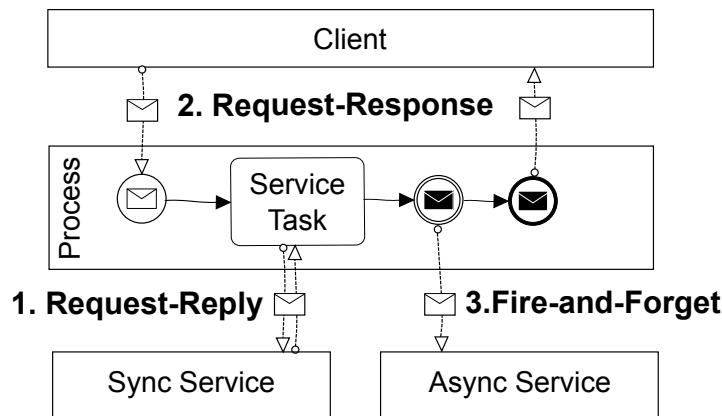 Client
2. Request-Response
Process
Service
Task
1. Request-Reply
3.Fire-and-Forget
Sync Service
Async Service